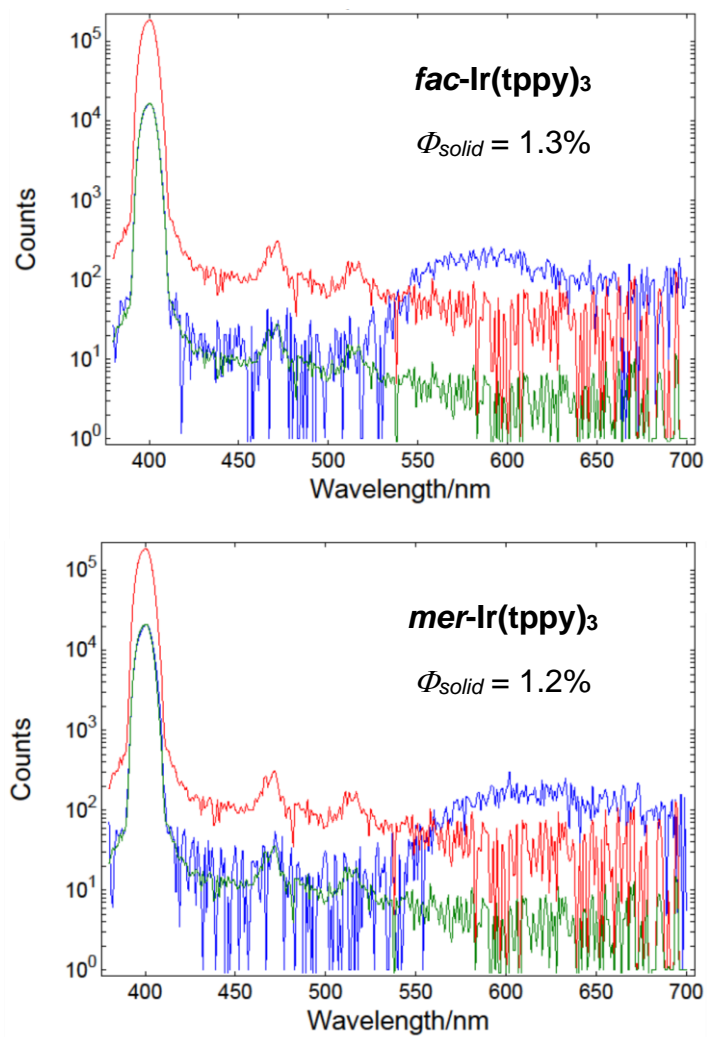 10⁵
10⁴
10³
10²
10¹
10⁰
Counts
fac-Ir(tppy)₃
Φsolid = 1.3%
400 450 500 550 600 650 700
Wavelength/nm
10⁵
10⁴
10³
10²
10¹
10⁰
Counts
mer-Ir(tppy)₃
Φsolid = 1.2%
400 450 500 550 600 650 700
Wavelength/nm